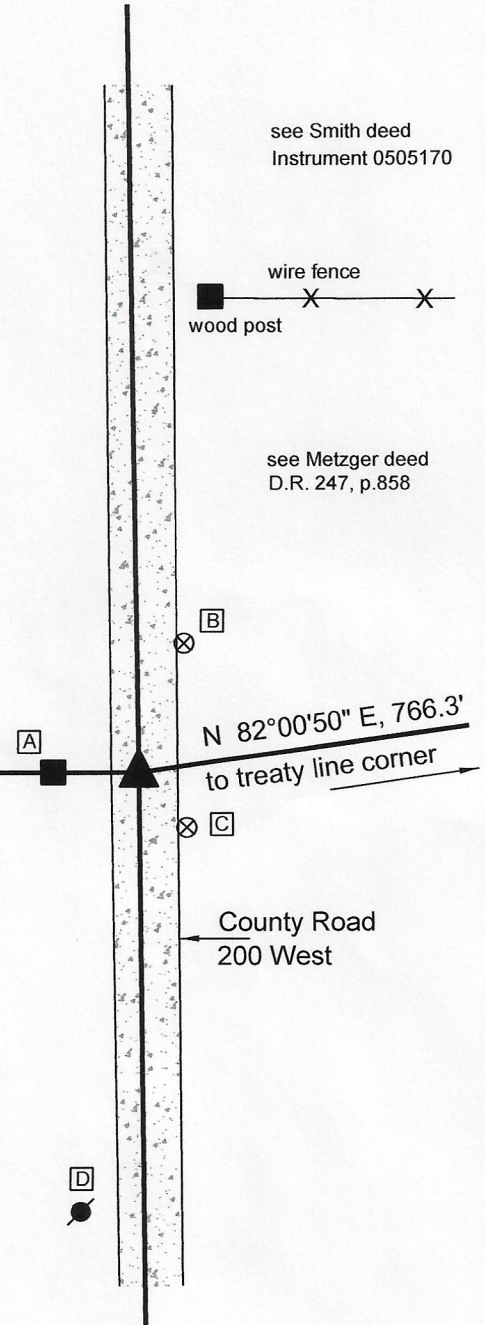 see Smith deed
Instrument 0505170
wire fence
X X
wood post
see Metzger deed
D.R. 247, p.858
B
A
N 82°00'50" E, 766.3'
to treaty line corner
C
County Road
200 West
D